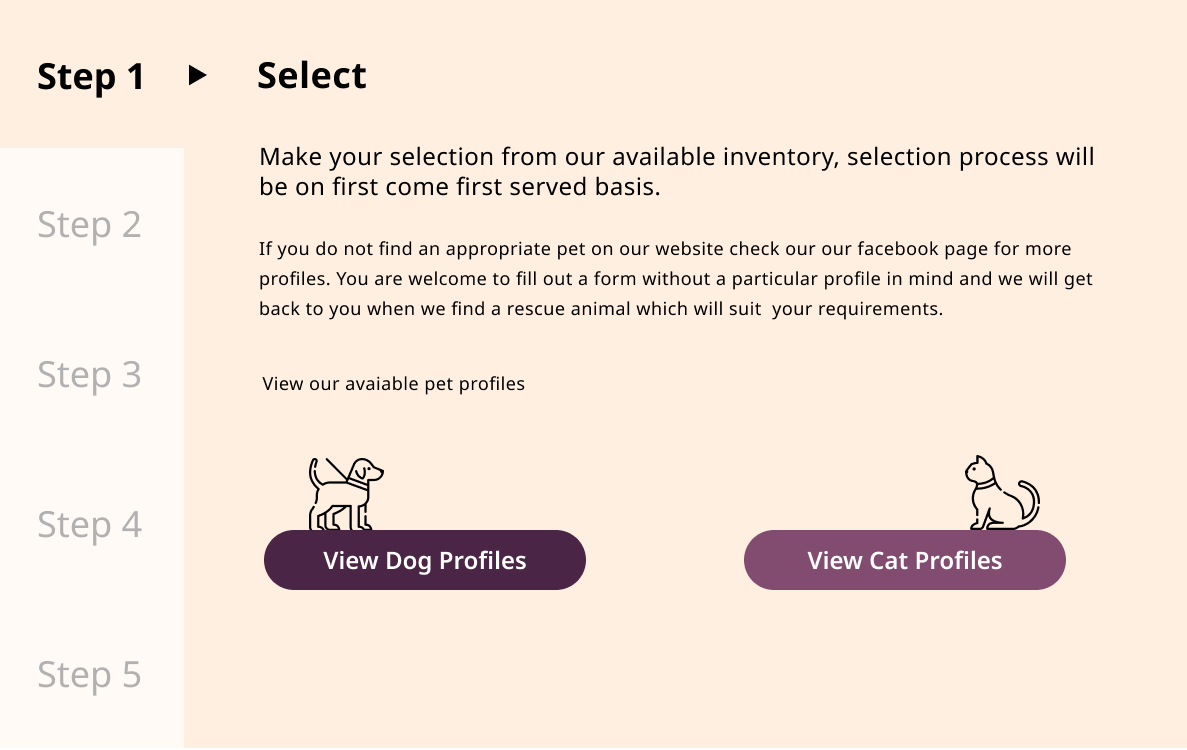 Step 1
Select
Make your selection from our available inventory, selection process will
be on first come first served basis.
Step 2
If you do not find an appropriate pet on our website check our our facebook page for more
profiles. You are welcome to fill out a form without a particular profile in mind and we will get
back to you when we find a rescue animal which will suit  your requirements.
Step 3
View our avaiable pet profiles
Step 4
View Dog Profiles
View Cat Profiles
Step 5